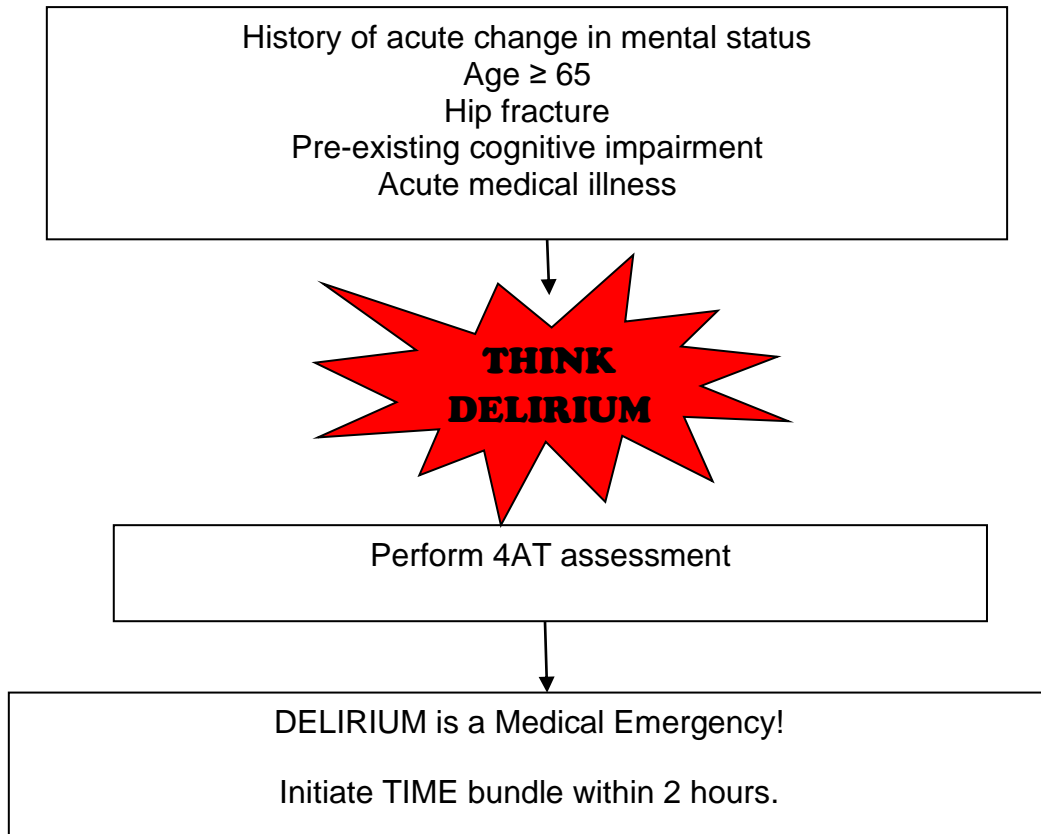 History of acute change in mental status
Age ≥ 65
Hip fracture
Pre-existing cognitive impairment
Acute medical illness
THINK
DELIRIUM
Perform 4AT assessment
DELIRIUM is a Medical Emergency!
Initiate TIME bundle within 2 hours.